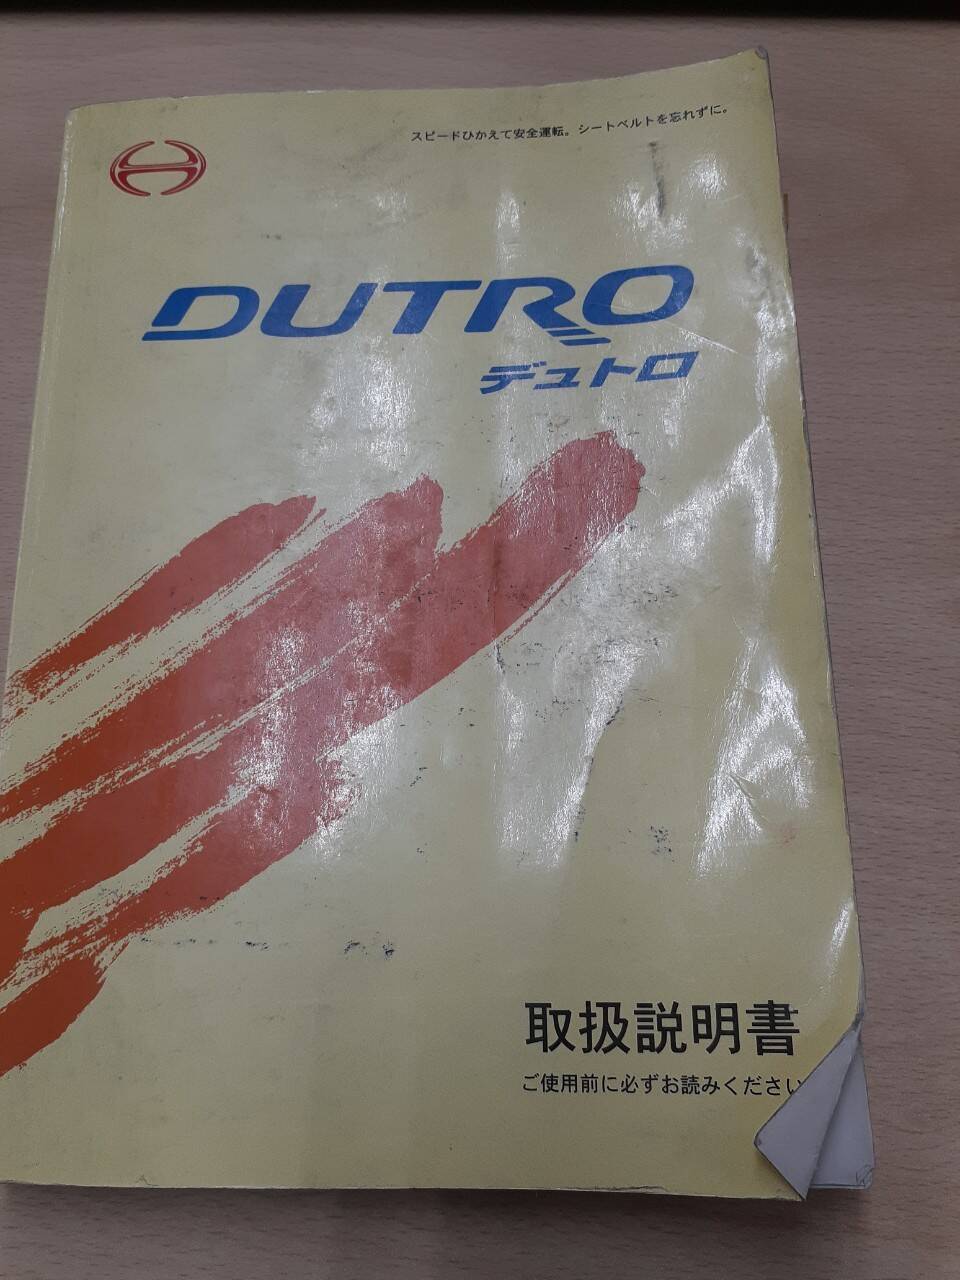 スピードひかえて安全運転。シートベルトを忘れずに。
DUTRO
デュトロ
取扱説明書
ご使用前に必ずお読みください